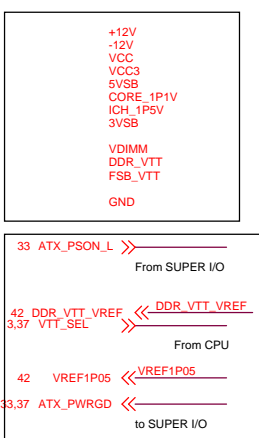 +12V
-12V
VCC
VCC3
5VSB
CORE_1P1V
ICH_1P5V
3VSB
VDIMM
DDR_VTT
FSB_VTT
GND
33 ATX_PSON_L
From SUPER I/O
42 DDR_VTT_VREF DDR_VTT_VREF
3,37 VTT_SEL
From CPU
42 VREF1P05 VREF1P05
33,37 ATX_PWRGD
to SUPER I/O